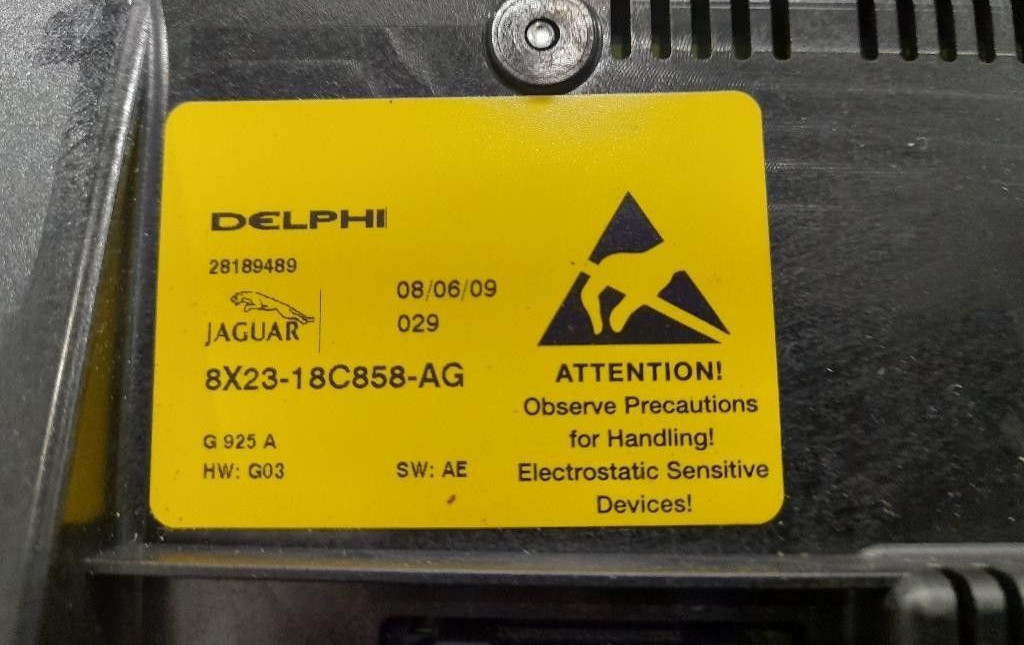 DELPHI
28189489
08/06/09
JAGUAR
029
8X23-18C858-AG
G 925 A
HW: G03
SW: AE
ATTENTION!
Observe Precautions
for Handling!
Electrostatic Sensitive
Devices!